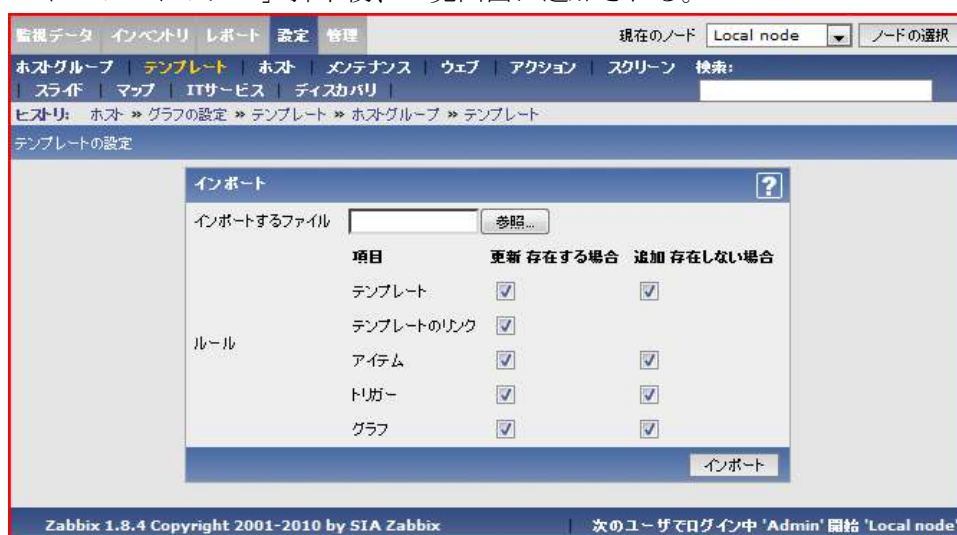 監視データ インベントリ レポート 設定 管理 現在のノード Local node ノードの選択
ホストグループ | テンプレート | ホスト | メンテナンス | ウェブ | アクション | スクリーン 検索:
| スライド | マップ | ITサービス | ディスカバリ |
ヒストリ: ホスト » グラフの設定 » テンプレート » ホストグループ » テンプレート
テンプレートの設定
インポート ?
インポートするファイル 参照...
項目 更新 存在する場合 追加 存在しない場合
テンプレート
テンプレートのリンク
ルール
アイテム
トリガー
グラフ
インポート
Zabbix 1.8.4 Copyright 2001-2010 by SIA Zabbix | 次のユーザでログイン中 'Admin' 開始 'Local node'